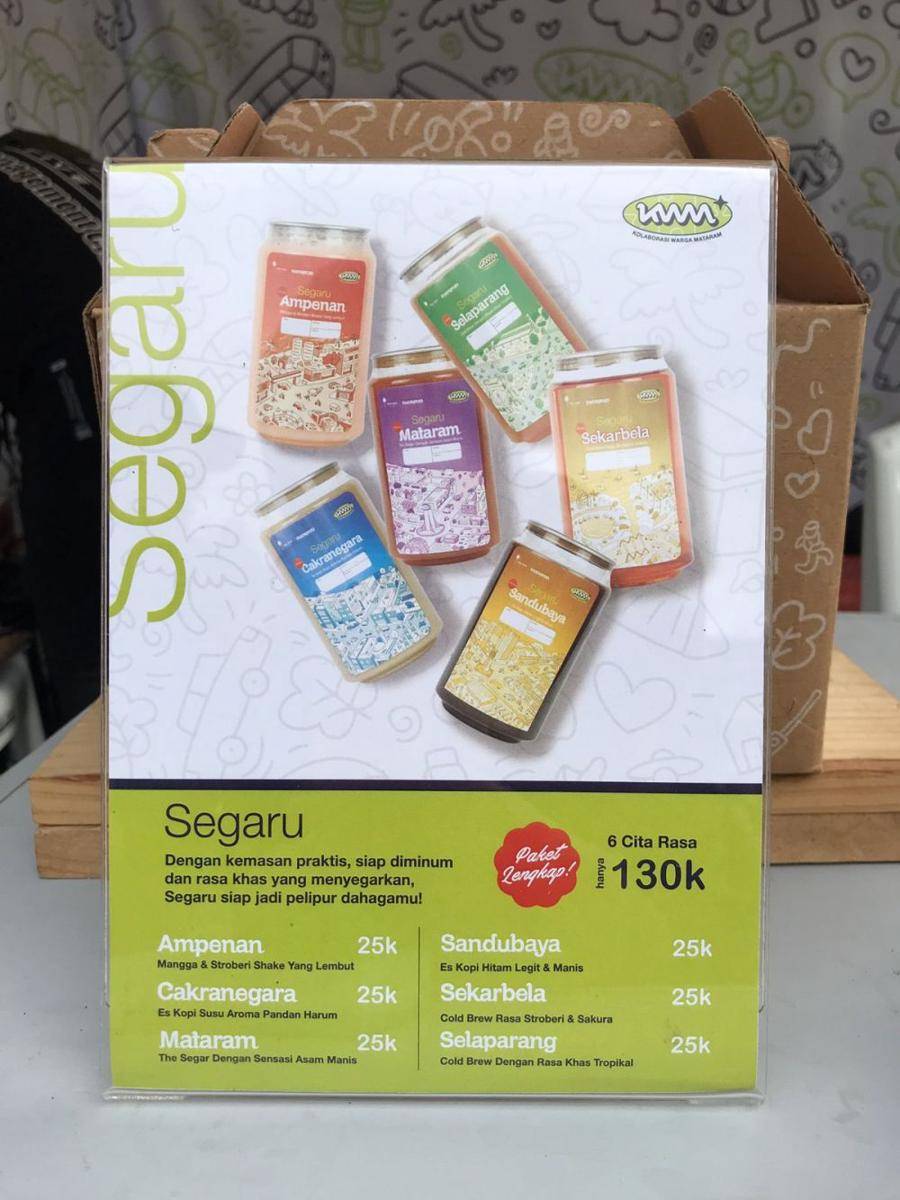 Segaru
KWM
KOLABORASI WARGA MATARAM
Segaru
Ampenan
Segaru
Selaparang
Segaru
Mataram
Segaru
Sekarbela
Segaru
Cakranegara
Segaru
Sandubaya
Segaru
Dengan kemasan praktis, siap diminum
dan rasa khas yang menyegarkan,
Segaru siap jadi pelipur dahagamu!
Paket
Lengkap!
6 Cita Rasa
hanya 130k
Ampenan 25k
Mangga & Stroberi Shake Yang Lembut
Cakranegara 25k
Es Kopi Susu Aroma Pandan Harum
Mataram 25k
The Segar Dengan Sensasi Asam Manis
Sandubaya 25k
Es Kopi Hitam Legit & Manis
Sekarbela 25k
Cold Brew Rasa Stroberi & Sakura
Selaparang 25k
Cold Brew Dengan Rasa Khas Tropikal